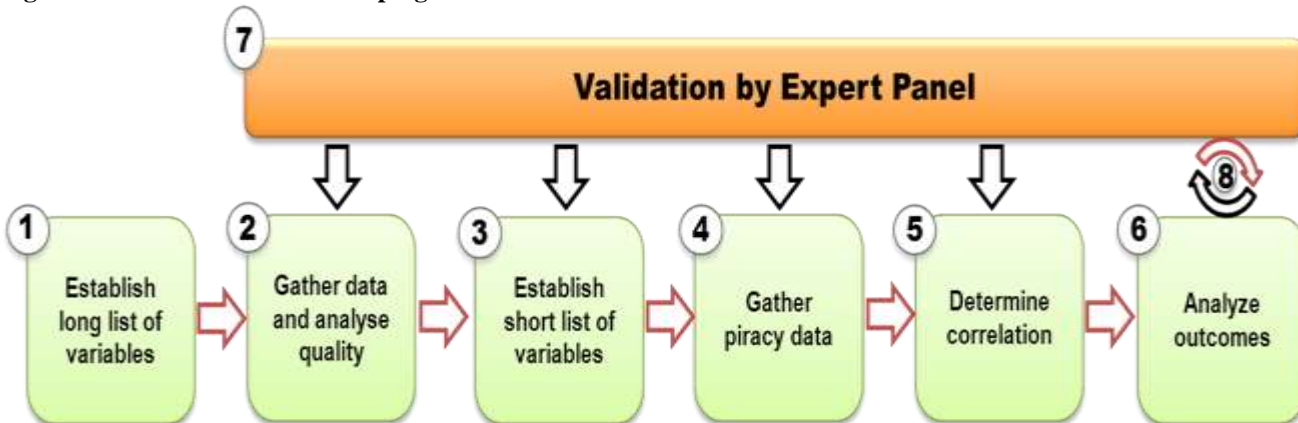 7
Validation by Expert Panel
8
1
Establish
long list of
variables
2
Gather data
and analyse
quality
3
Establish
short list of
variables
4
Gather
piracy data
5
Determine
correlation
6
Analyze
outcomes